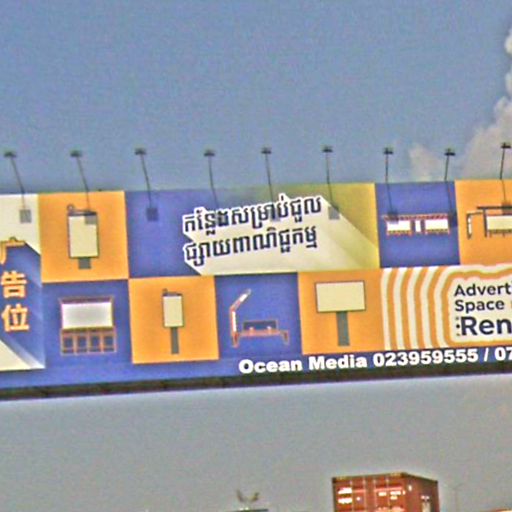 广告位
កន្លែងសម្រាប់ជួល
ផ្សាយពាណិជ្ជកម្ម
Advert
Space
:Ren
Ocean Media 023959555 / 07